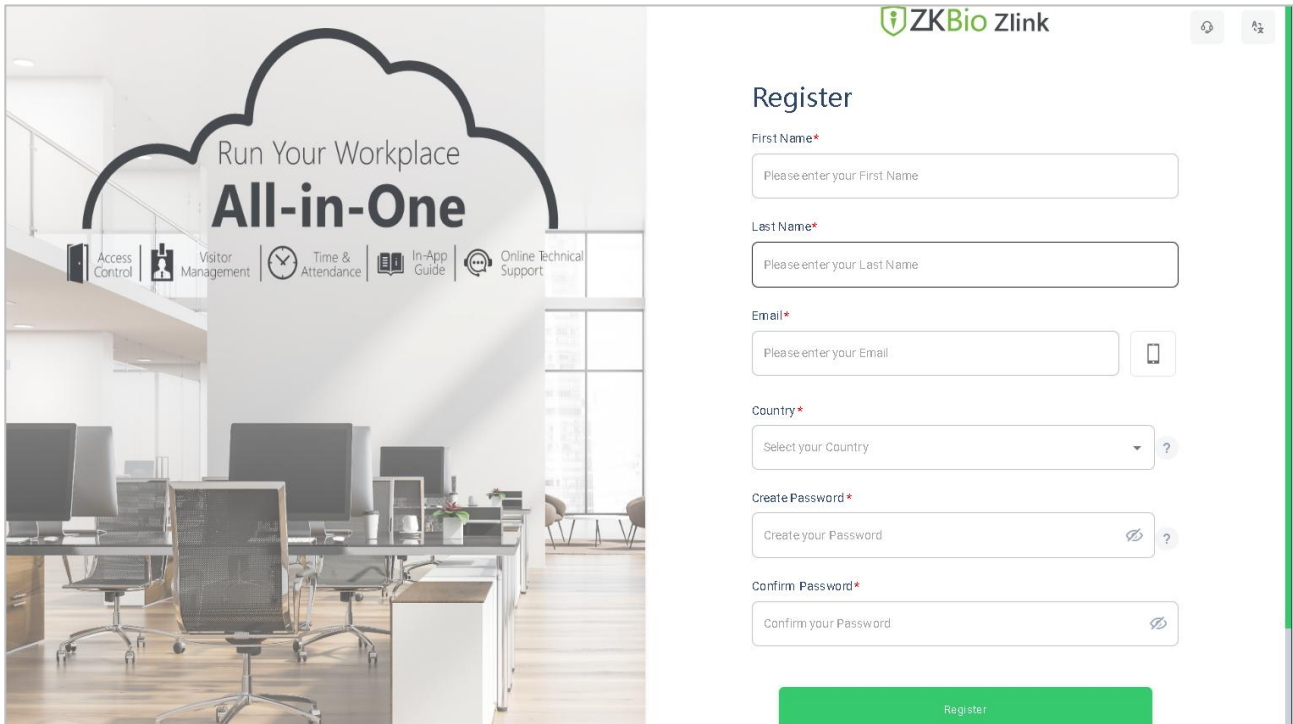 Run Your Workplace
All-in-One
Access Control
Visitor Management
Time & Attendance
In-App Guide
Online Technical Support
ZKBio Zlink
Register
First Name*
Please enter your First Name
Last Name*
Please enter your Last Name
Email*
Please enter your Email
Country*
Select your Country
?
Create Password*
Create your Password
?
Confirm Password*
Confirm your Password
Register